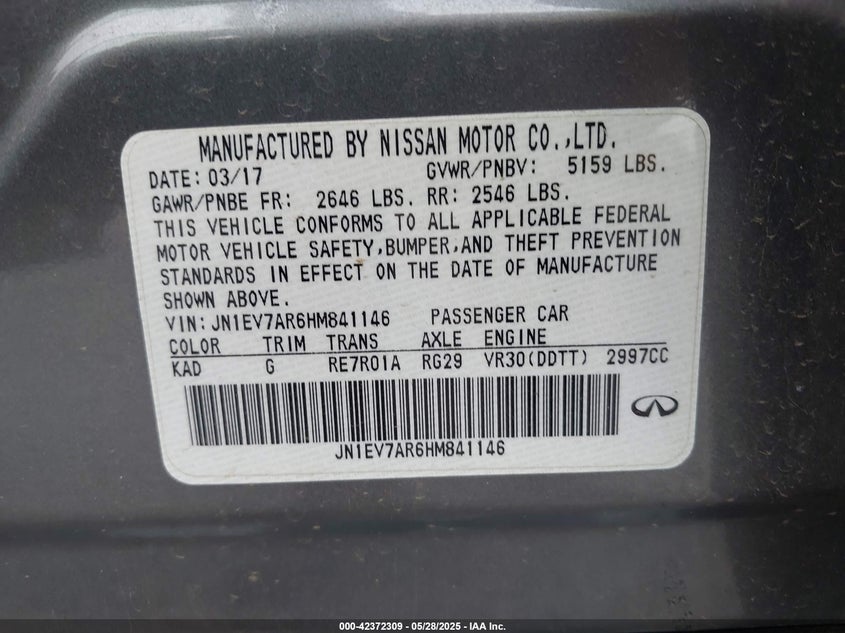 MANUFACTURED BY NISSAN MOTOR CO.,LTD.
DATE: 03/17 GVWR/PNBV: 5159 LBS.
GAWR/PNBE FR: 2646 LBS. RR: 2546 LBS.
THIS VEHICLE CONFORMS TO ALL APPLICABLE FEDERAL
MOTOR VEHICLE SAFETY,BUMPER,AND THEFT PREVENTION
STANDARDS IN EFFECT ON THE DATE OF MANUFACTURE
SHOWN ABOVE.
VIN:JN1EV7AR6HM841146 PASSENGER CAR
COLOR TRIM TRANS AXLE ENGINE
KAD G RE7R01A RG29 VR30(DDTT) 2997CC
JN1EV7AR6HM841146
000-42372309 - 05/28/2025 - IAA Inc.